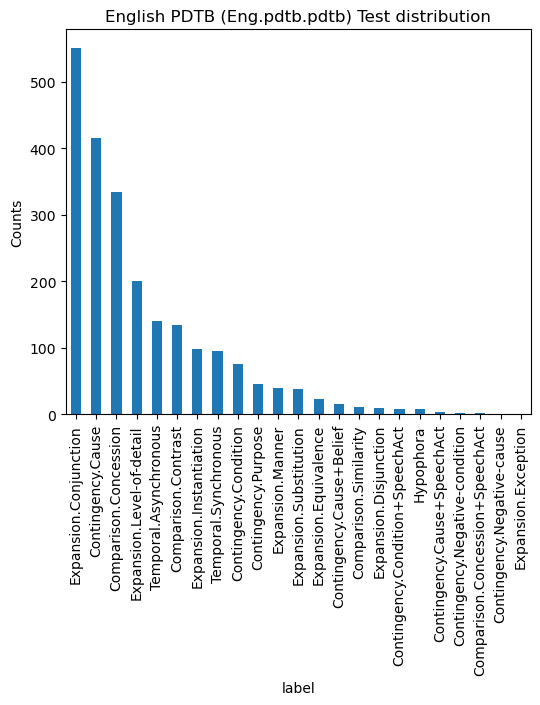 English PDTB (Eng.pdtb.pdtb) Test distribution
Counts
500
400
300
200
100
0
Expansion.Conjunction
Contingency.Cause
Comparison.Concession
Expansion.Level-of-detail
Temporal.Asynchronous
Comparison.Contrast
Expansion.Instantiation
Temporal.Synchronous
Contingency.Condition
Contingency.Purpose
Expansion.Manner
Expansion.Substitution
Expansion.Equivalence
Contingency.Cause+Belief
Comparison.Similarity
Expansion.Disjunction
Contingency.Condition+SpeechAct
Hypophora
Contingency.Cause+SpeechAct
Contingency.Negative-condition
Comparison.Concession+SpeechAct
Contingency.Negative-cause
Expansion.Exception
label